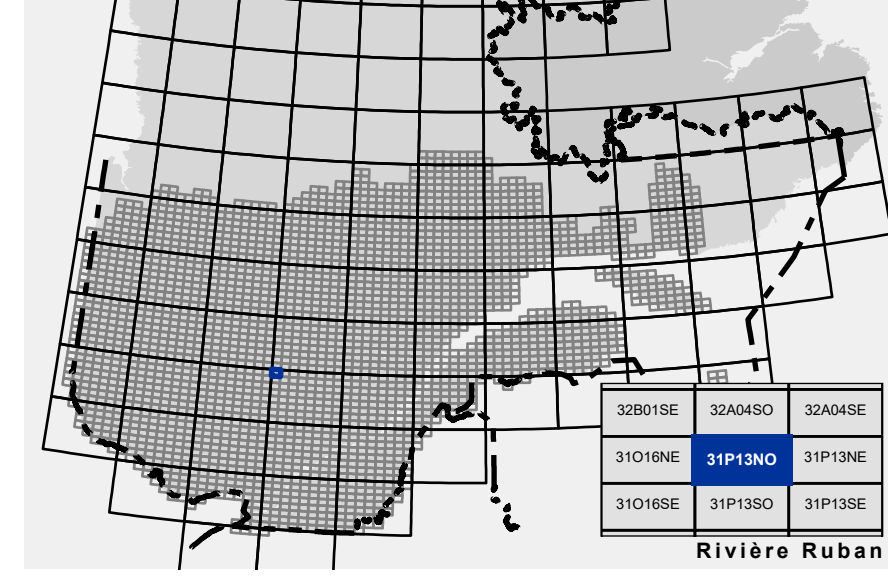 32B01SE 32A04SO 32A04SE
31O16NE 31P13NO 31P13NE
31O16SE 31P13SO 31P13SE
Rivière Ruban